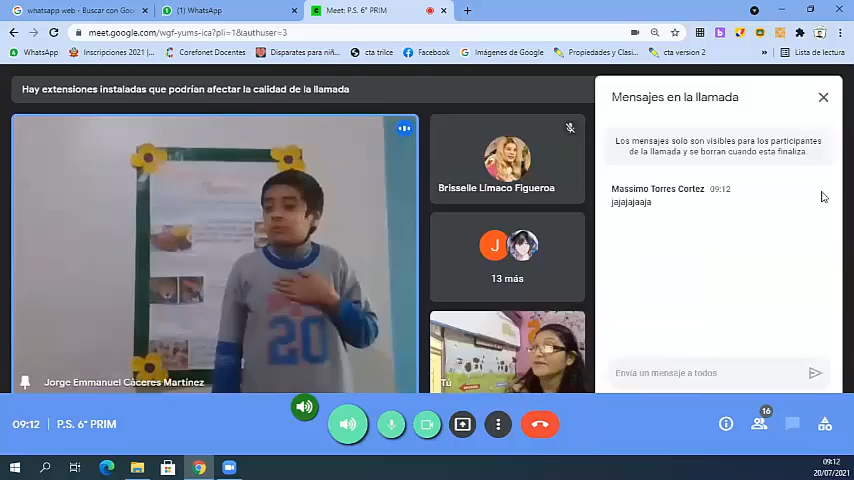 whatsapp web - Buscar con Goo
(1) WhatsApp
Meet: P.S. 6° PRIM
meet.google.com/wgf-yums-ica?pli=1&authuser=3
WhatsApp
Inscripciones 2021 |...
Corefonet Docentes
Disparates para niñ...
cta trilce
Facebook
Imágenes de Google
Propiedades y Clasi...
cta version 2
»
Lista de lectura
Hay extensiones instaladas que podrían afectar la calidad de la llamada
Mensajes en la llamada
Los mensajes solo son visibles para los participantes
de la llamada y se borran cuando esta finaliza.
Massimo Torres Cortez 09:12
jajajajaaja
Brisselle Limaco Figueroa
J
13 más
20
Jorge Emmanuel Cáceres Martinez
Tú
Envía un mensaje a todos
09:12 | P.S. 6° PRIM
16
09:12
20/07/2021